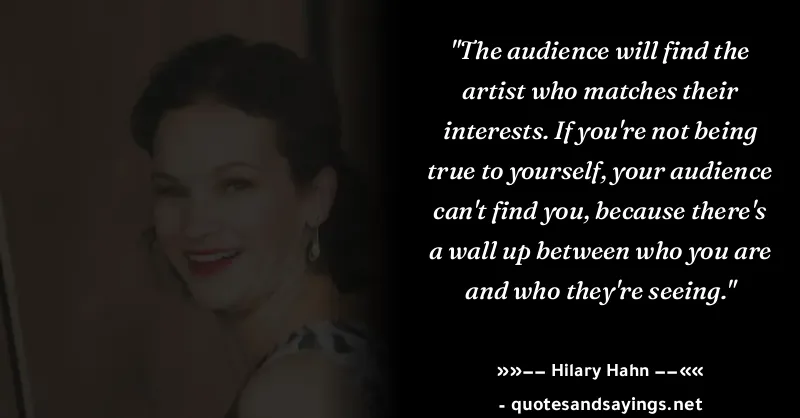 "The audience will find the
artist who matches their
interests. If you're not being
true to yourself, your audience
can't find you, because there's
a wall up between who you are
and who they're seeing."
»»−− Hilary Hahn −−««
- quotesandsayings.net